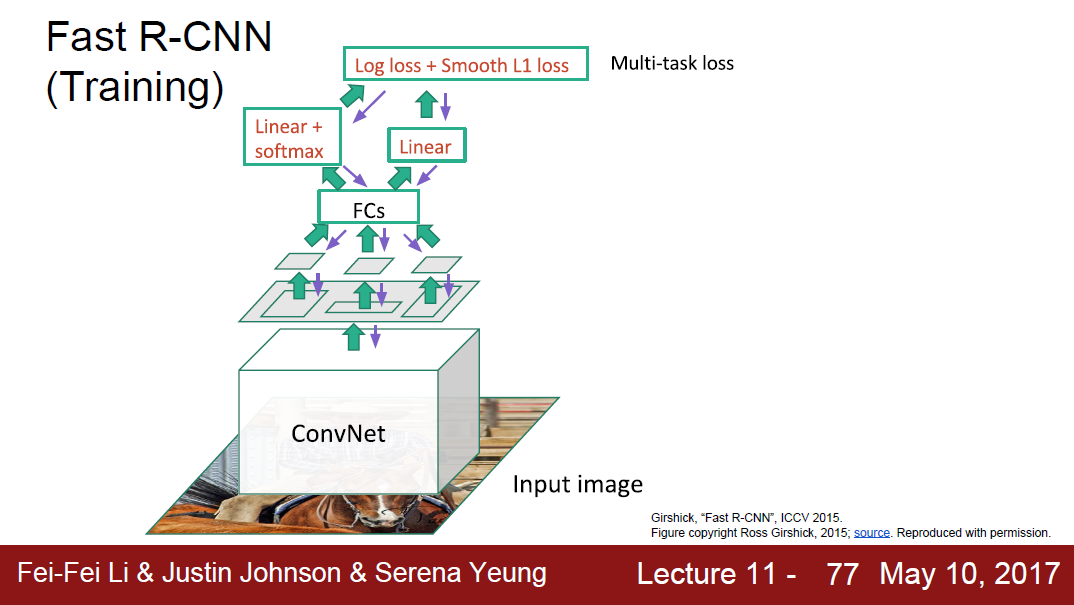 Fast R-CNN
(Training)
Log loss + Smooth L1 loss
Multi-task loss
Linear +
softmax
Linear
FCs
ConvNet
Input image
Girshick, “Fast R-CNN”, ICCV 2015.
Figure copyright Ross Girshick, 2015; source. Reproduced with permission.
Fei-Fei Li & Justin Johnson & Serena Yeung
Lecture 11 - 77 May 10, 2017